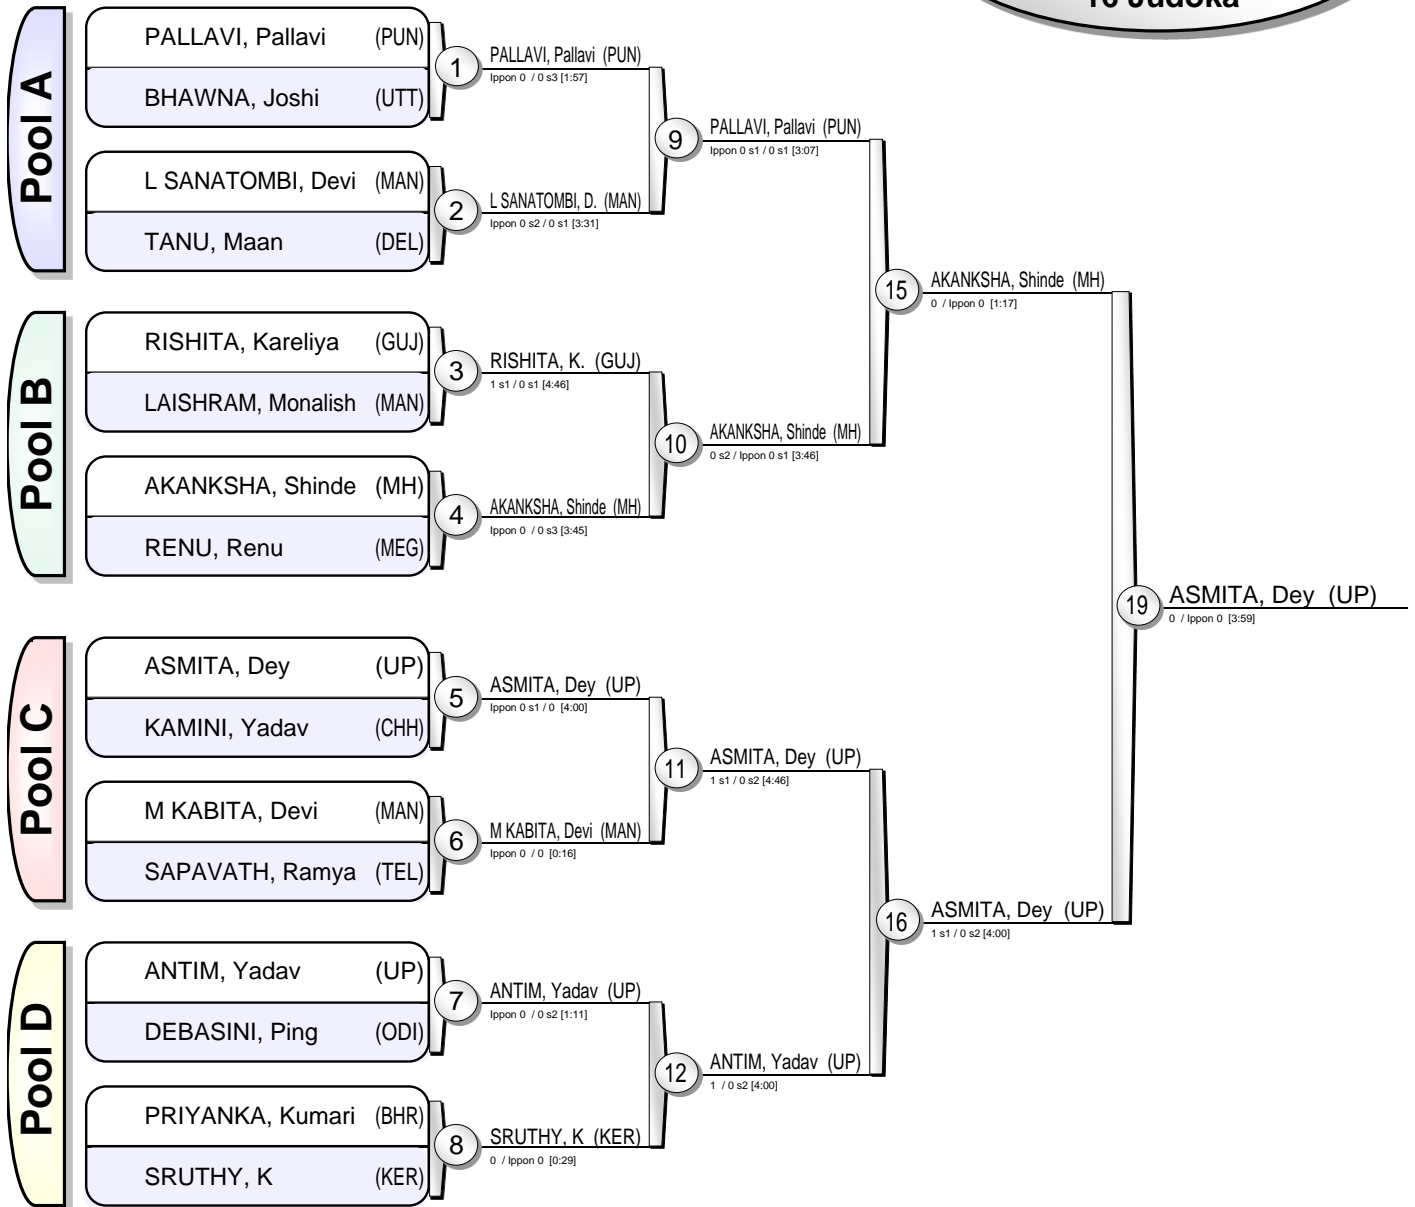 16 Judoka
Pool A
PALLAVI, Pallavi (PUN)
BHAWNA, Joshi (UTT)
L SANATOMBI, Devi (MAN)
TANU, Maan (DEL)
Pool B
RISHITA, Kareliya (GUJ)
LAISHRAM, Monalish (MAN)
AKANKSHA, Shinde (MH)
RENU, Renu (MEG)
Pool C
ASMITA, Dey (UP)
KAMINI, Yadav (CHH)
M KABITA, Devi (MAN)
SAPAVATH, Ramya (TEL)
Pool D
ANTIM, Yadav (UP)
DEBASINI, Ping (ODI)
PRIYANKA, Kumari (BHR)
SRUTHY, K (KER)
1
PALLAVI, Pallavi (PUN)
Ippon 0 / 0 s3 [1:57]
2
L SANATOMBI, D. (MAN)
Ippon 0 s2 / 0 s1 [3:31]
3
RISHITA, K. (GUJ)
1 s1 / 0 s1 [4:46]
4
AKANKSHA, Shinde (MH)
Ippon 0 / 0 s3 [3:45]
5
ASMITA, Dey (UP)
Ippon 0 s1 / 0 [4:00]
6
M KABITA, Devi (MAN)
Ippon 0 / 0 [0:16]
7
ANTIM, Yadav (UP)
Ippon 0 / 0 s2 [1:11]
8
SRUTHY, K (KER)
0 / Ippon 0 [0:29]
9
PALLAVI, Pallavi (PUN)
Ippon 0 s1 / 0 s1 [3:07]
10
AKANKSHA, Shinde (MH)
0 s2 / Ippon 0 s1 [3:46]
11
ASMITA, Dey (UP)
1 s1 / 0 s2 [4:46]
12
ANTIM, Yadav (UP)
1 / 0 s2 [4:00]
15
AKANKSHA, Shinde (MH)
0 / Ippon 0 [1:17]
16
ASMITA, Dey (UP)
1 s1 / 0 s2 [4:00]
19
ASMITA, Dey (UP)
0 / Ippon 0 [3:59]